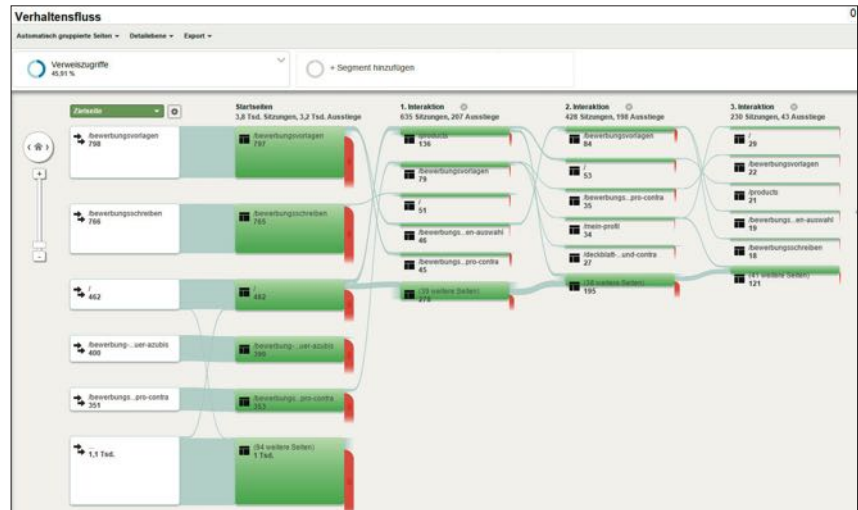 Verhaltensfluss
0
Automatisch gruppierte Seiten
Detailebene
Export
Verweiszugriffe
45,91 %
+ Segment hinzufügen
Zielseite
Startseiten
3,8 Tsd. Sitzungen, 3,2 Tsd. Ausstiege
1. Interaktion
635 Sitzungen, 207 Ausstiege
2. Interaktion
428 Sitzungen, 198 Ausstiege
3. Interaktion
230 Sitzungen, 43 Ausstiege
/bewerbungsvorlagen
798
/bewerbungsschreiben
766
/
462
/bewerbung-...uer-azubis
400
/bewerbungs...pro-contra
351
...
1,1 Tsd.
/bewerbungsvorlagen
797
/bewerbungsschreiben
765
/
482
/bewerbung-...uer-azubis
399
/bewerbungs...pro-contra
353
(94 weitere Seiten)
1 Tsd.
/products
136
/bewerbungsvorlagen
79
/
51
/bewerbungs...en-auswahl
46
/bewerbungs...pro-contra
45
(39 weitere Seiten)
278
/bewerbungsvorlagen
84
/
53
/bewerbungs...pro-contra
35
/mein-profil
34
/deckblatt-...und-contra
27
(38 weitere Seiten)
195
/
29
/bewerbungsvorlagen
22
/products
21
/bewerbungs...en-auswahl
19
/bewerbungsschreiben
18
(41 weitere Seiten)
121